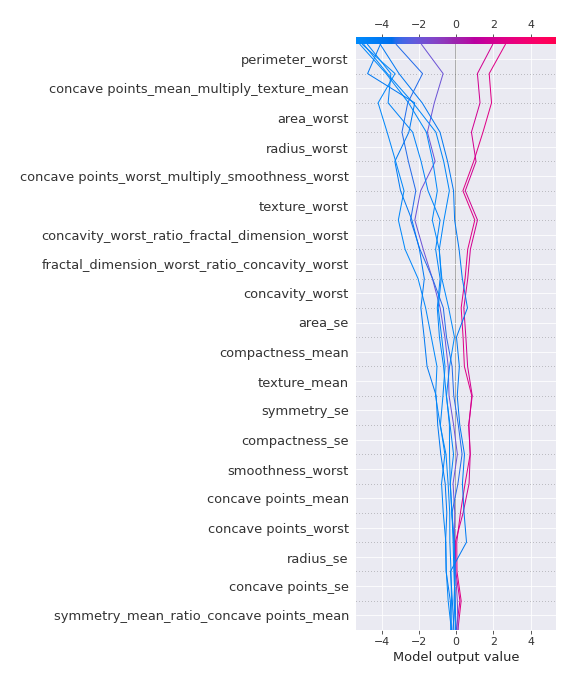 −4 −2 0 2 4
perimeter_worst
concave points_mean_multiply_texture_mean
area_worst
radius_worst
concave points_worst_multiply_smoothness_worst
texture_worst
concavity_worst_ratio_fractal_dimension_worst
fractal_dimension_worst_ratio_concavity_worst
concavity_worst
area_se
compactness_mean
texture_mean
symmetry_se
compactness_se
smoothness_worst
concave points_mean
concave points_worst
radius_se
concave points_se
symmetry_mean_ratio_concave points_mean
−4 −2 0 2 4
Model output value